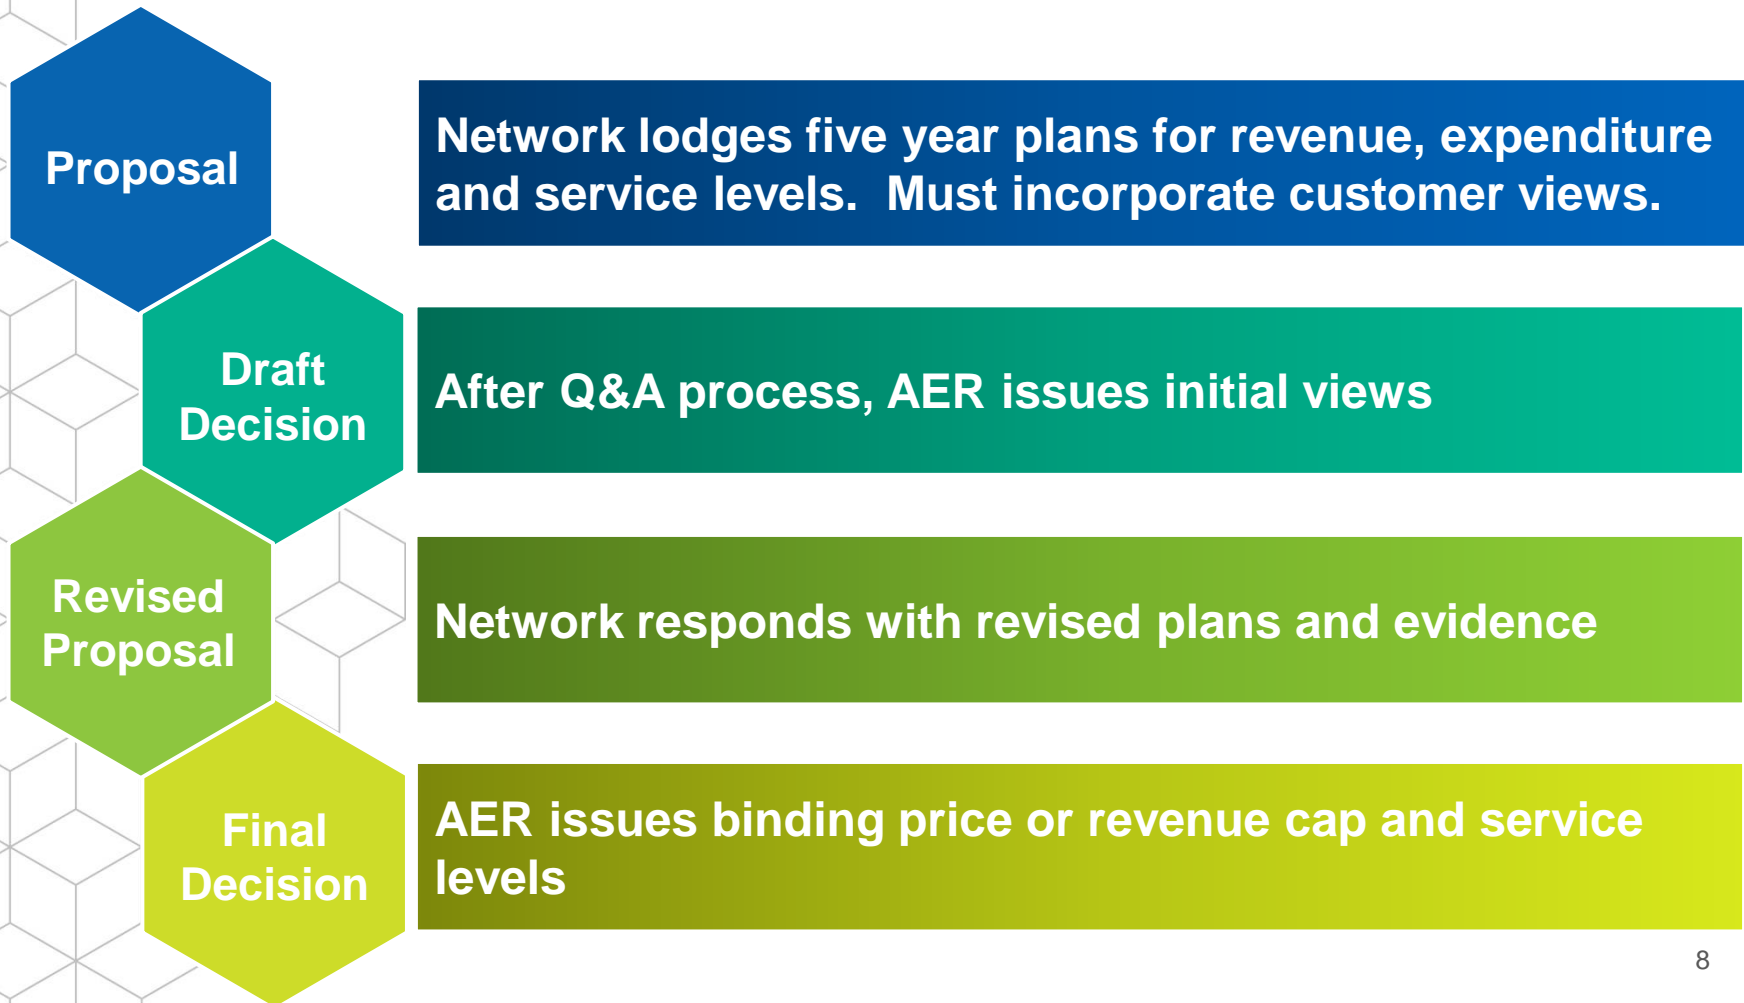 Proposal
Network lodges five year plans for revenue, expenditure
and service levels.  Must incorporate customer views.
Draft
Decision
After Q&A process, AER issues initial views
Revised
Proposal
Network responds with revised plans and evidence
Final
Decision
AER issues binding price or revenue cap and service
levels
8